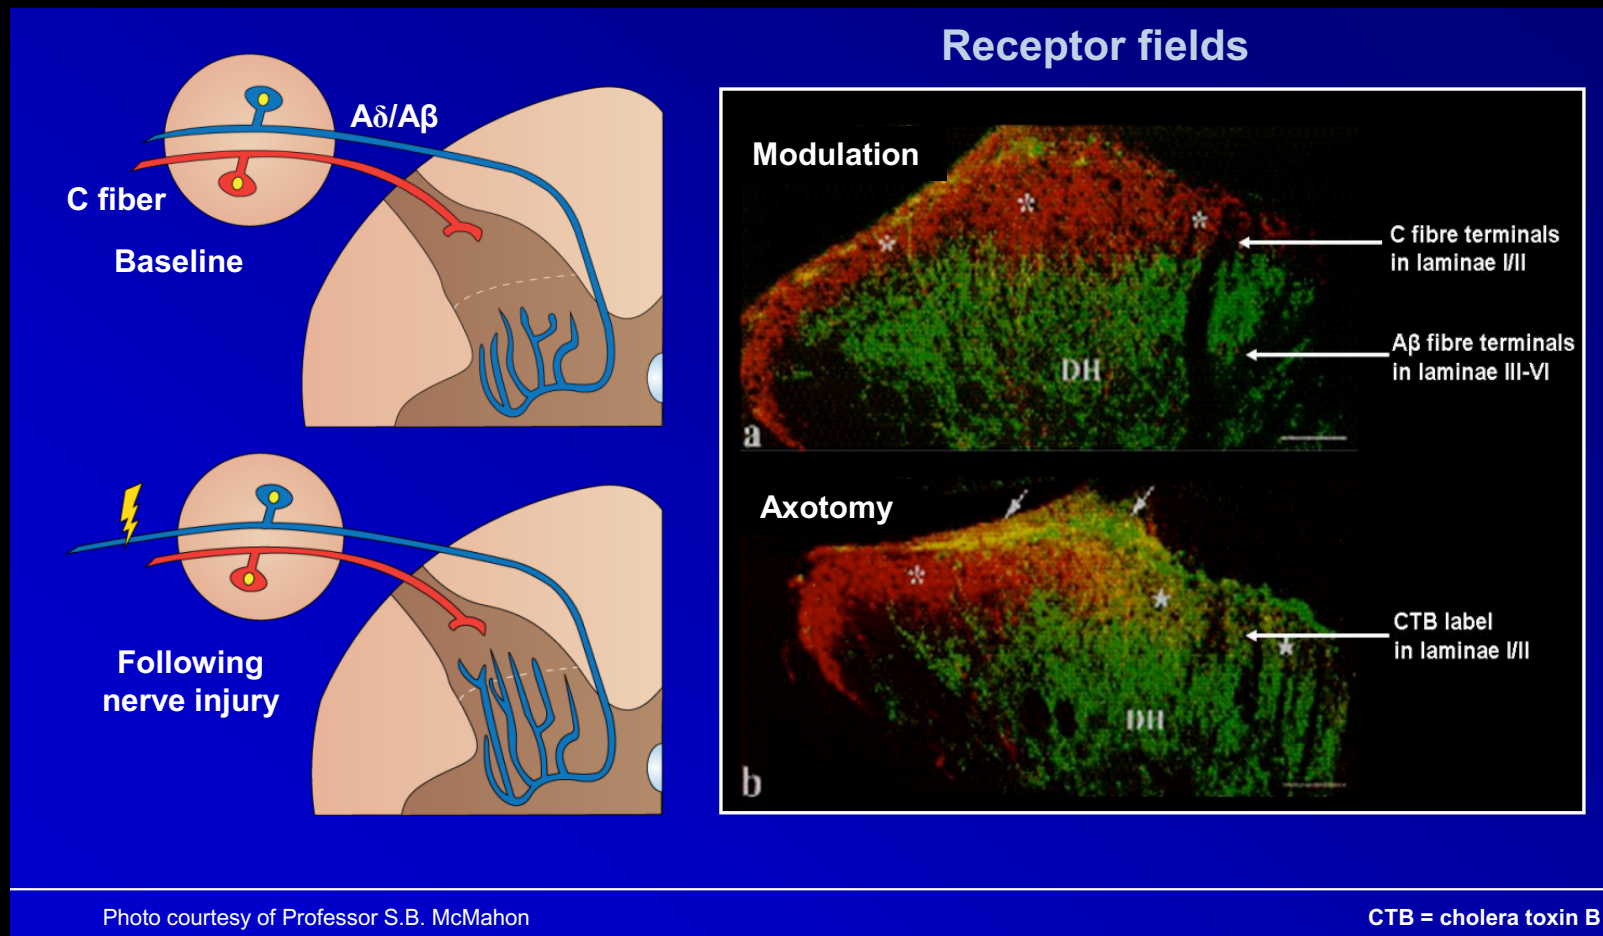 Receptor fields
Aδ/Aβ
C fiber
Baseline
Following
nerve injury
Modulation
C fibre terminals
in laminae I/II
Aβ fibre terminals
in laminae III-VI
DH
a
Axotomy
CTB label
in laminae I/II
DH
b
Photo courtesy of Professor S.B. McMahon
CTB = cholera toxin B